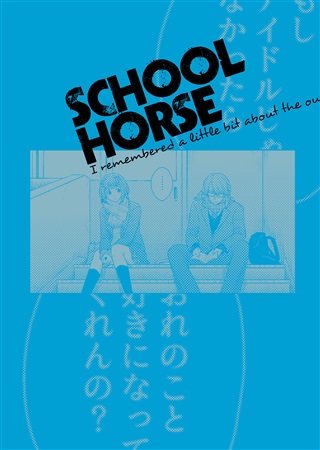 SCHOOL
HORSE
I remembered a little bit about the ou
もし
アイドルじゃ
なかった
おれのこと
好きになって
くれんの?